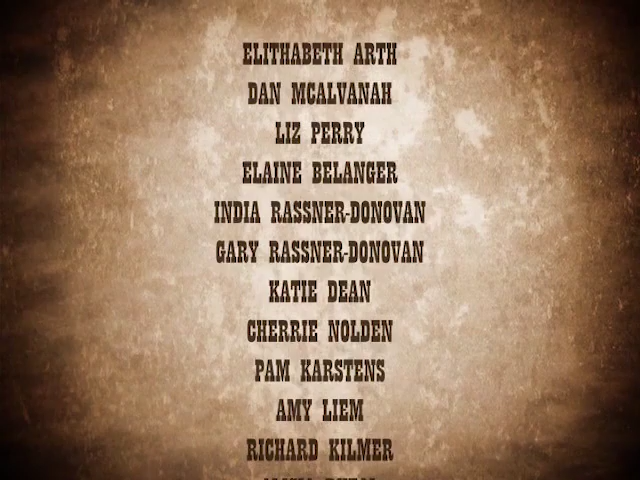 ELITHABETH ARTH
DAN MCALVANAH
LIZ PERRY
ELAINE BELANGER
INDIA RASSNER-DONOVAN
GARY RASSNER-DONOVAN
KATIE DEAN
CHERRIE NOLDEN
PAM KARSTENS
AMY LIEM
RICHARD KILMER